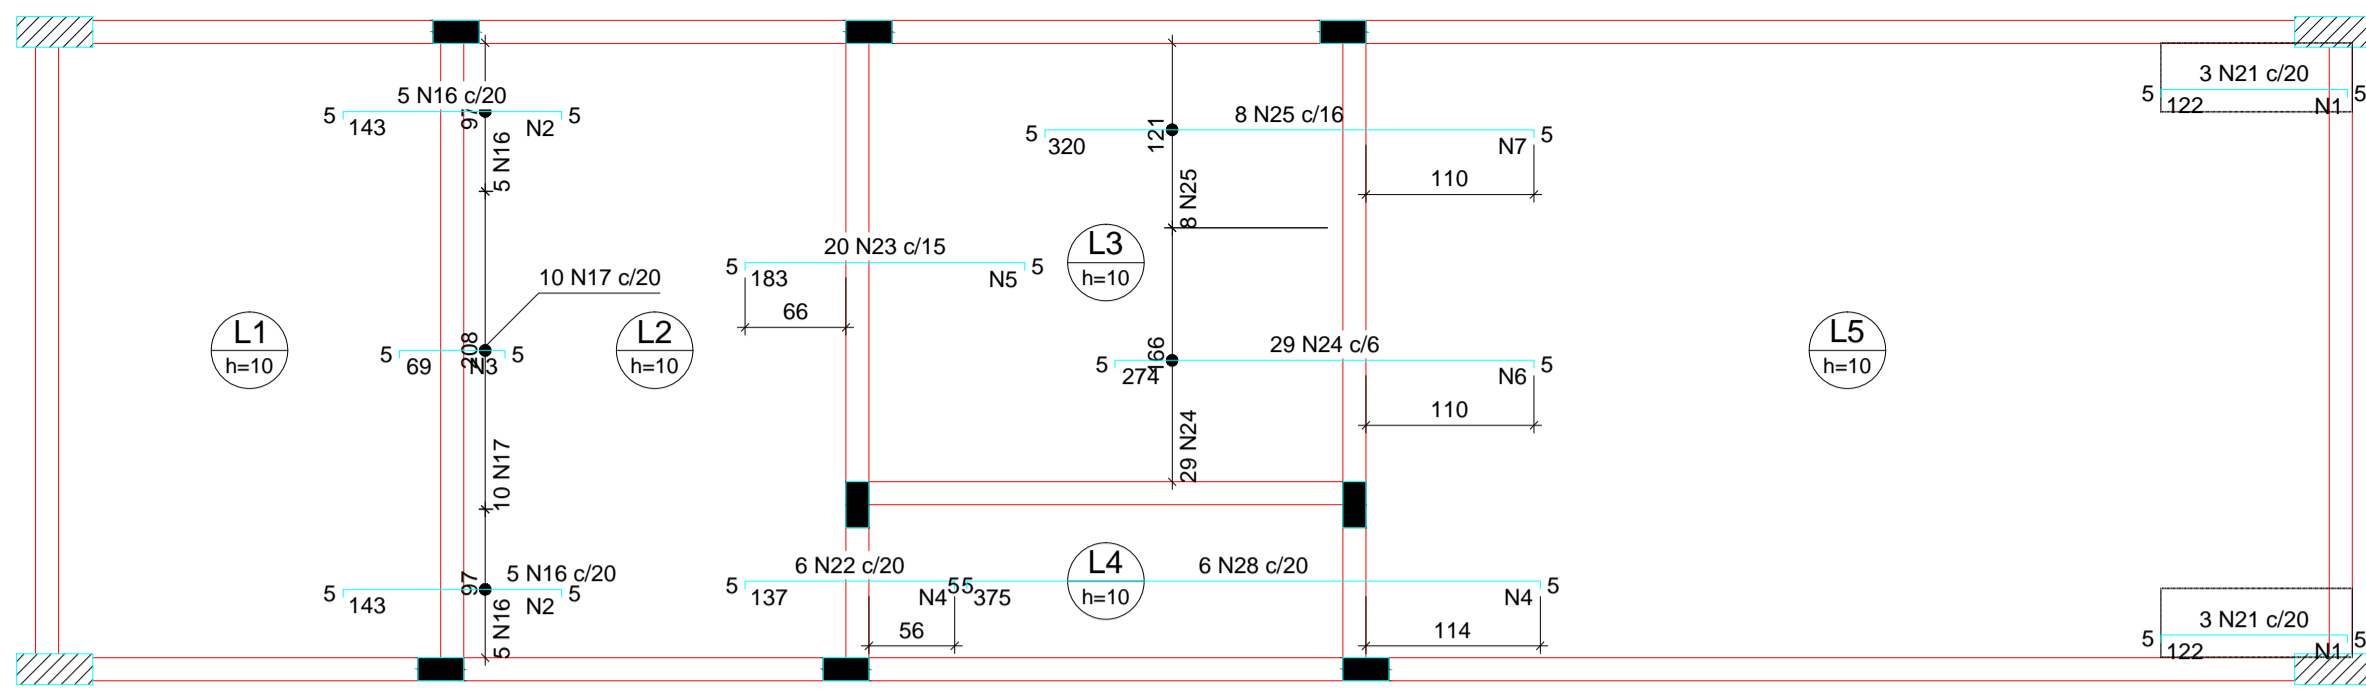 3 N21 c/20
5
122
N1
5
5 N16 c/20
5
143
N2
5
97
5 N16
8 N25 c/16
5
320
N7
5
121
110
8 N25
20 N23 c/15
5
183
N5
5
66
L3
h=10
10 N17 c/20
5
69
N3
5
208
10 N17
L1
h=10
L2
h=10
29 N24 c/6
5
274
N6
5
166
110
29 N24
L5
h=10
5 N16 c/20
5
143
N2
5
97
5 N16
6 N22 c/20
5
137
N4
5
56
L4
h=10
6 N28 c/20
5
375
N4
5
114
3 N21 c/20
5
122
N1
5